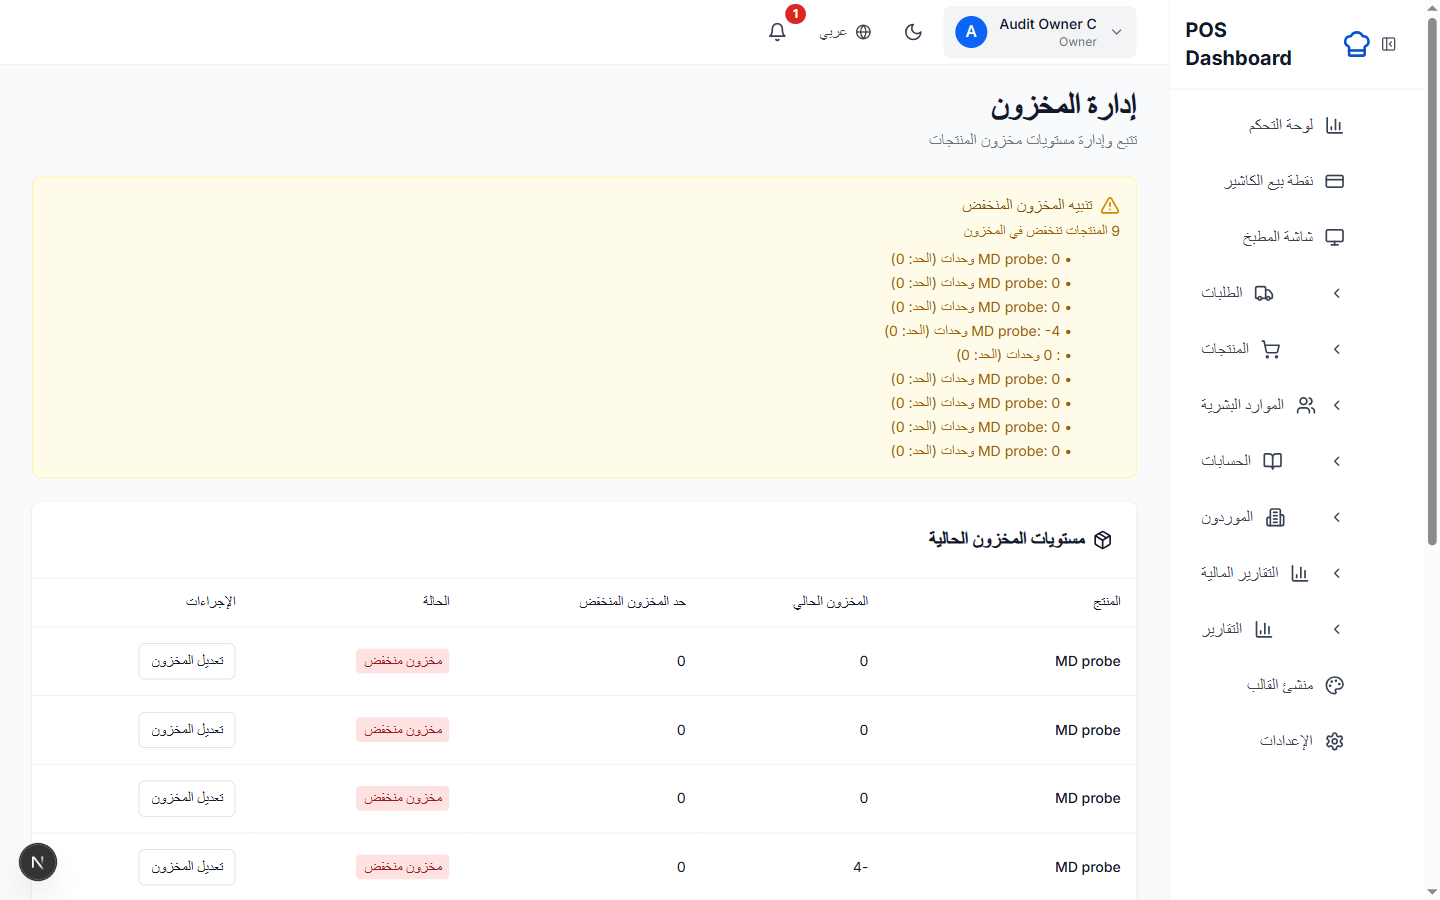 POS Dashboard
لوحة التحكم
نقطة بيع الكاشير
شاشة المطبخ
الطلبات
المنتجات
الموارد البشرية
الحسابات
الموردون
التقارير المالية
التقارير
منشئ القالب
الإعدادات
A
Audit Owner C
Owner
عربي
1
إدارة المخزون
تتبع وإدارة مستويات مخزون المنتجات
تنبيه المخزون المنخفض
9 المنتجات تنخفض في المخزون
• MD probe: 0 وحدات (الحد: 0)
• MD probe: 0 وحدات (الحد: 0)
• MD probe: 0 وحدات (الحد: 0)
• MD probe: -4 وحدات (الحد: 0)
• : 0 وحدات (الحد: 0)
• MD probe: 0 وحدات (الحد: 0)
• MD probe: 0 وحدات (الحد: 0)
• MD probe: 0 وحدات (الحد: 0)
• MD probe: 0 وحدات (الحد: 0)
مستويات المخزون الحالية
المنتج المخزون الحالي حد المخزون المنخفض الحالة الإجراءات
MD probe 0 0 مخزون منخفض تعديل المخزون
MD probe 0 0 مخزون منخفض تعديل المخزون
MD probe 0 0 مخزون منخفض تعديل المخزون
MD probe 4- 0 مخزون منخفض تعديل المخزون
N